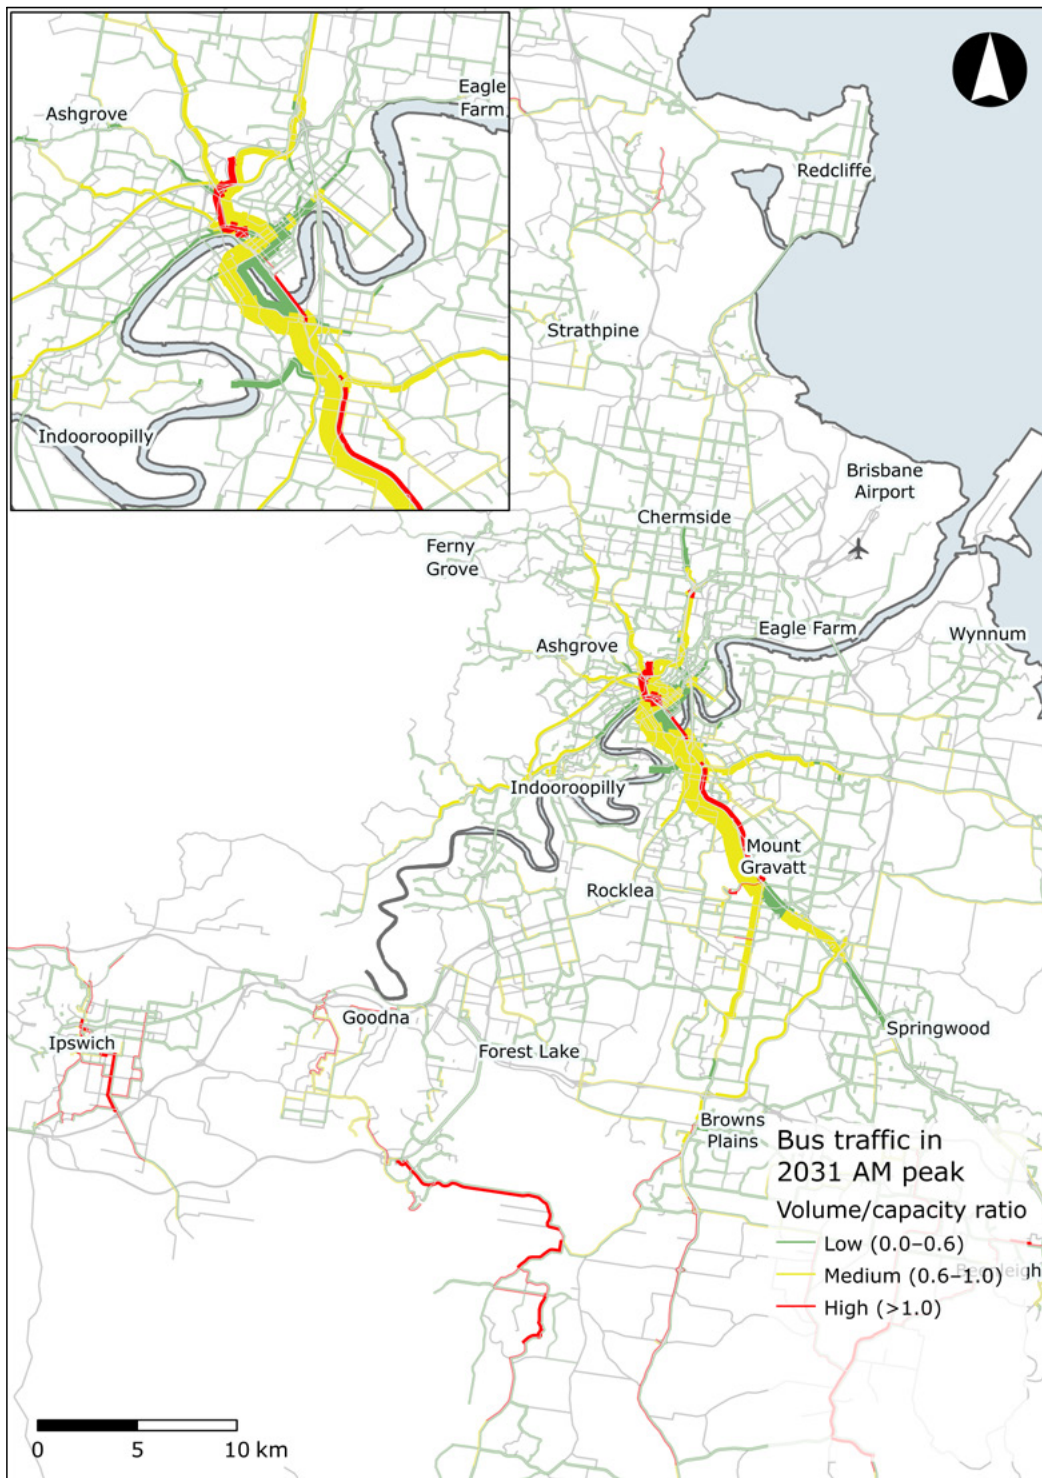 Eagle
Farm
Ashgrove
Indooroopilly
Redcliffe
Strathpine
Brisbane
Airport
Chermside
Ferny
Grove
Eagle Farm
Wynnum
Ashgrove
Indooroopilly
Mount
Gravatt
Rocklea
Goodna
Ipswich
Forest Lake
Springwood
Browns
Plains
Bus traffic in
2031 AM peak
Volume/capacity ratio
Low (0.0–0.6)
Medium (0.6–1.0)
Beenleigh
High (>1.0)
0 5 10 km